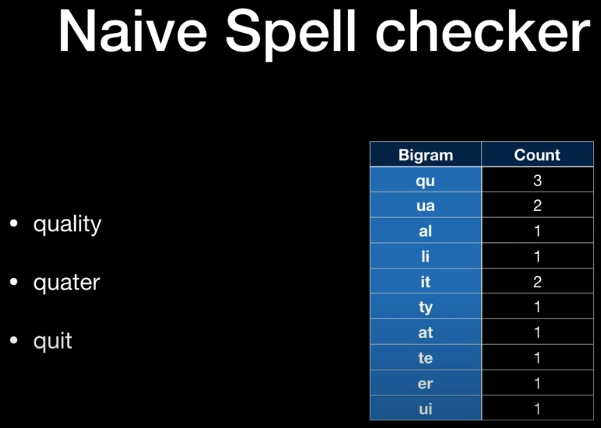 Naive Spell checker
• quality
• quater
• quit
Bigram Count
qu 3
ua 2
al 1
li 1
it 2
ty 1
at 1
te 1
er 1
ui 1